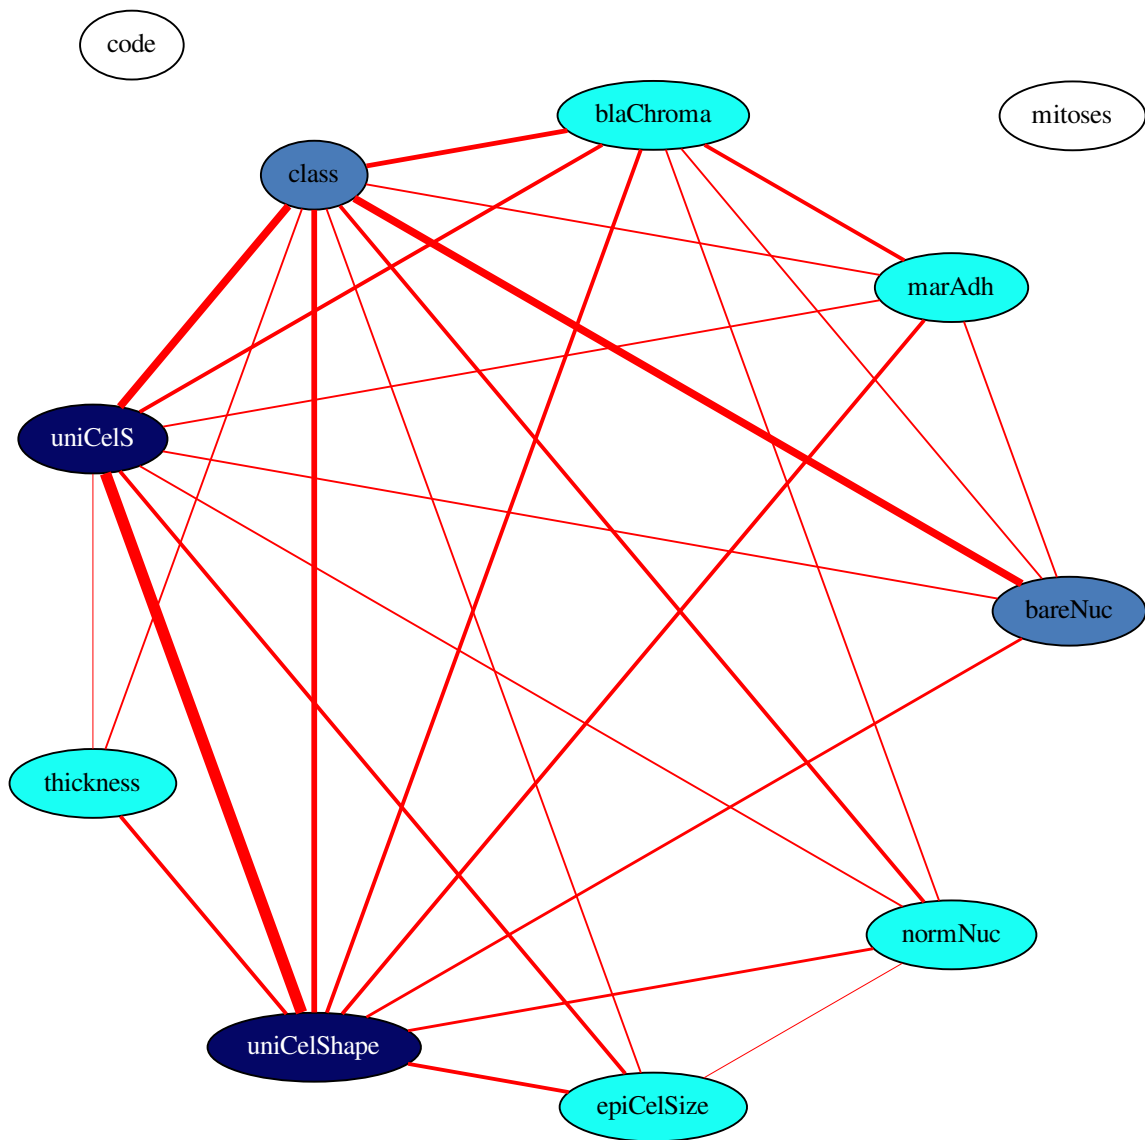 code
blaChroma
mitoses
class
marAdh
uniCelS
bareNuc
thickness
normNuc
uniCelShape
epiCelSize